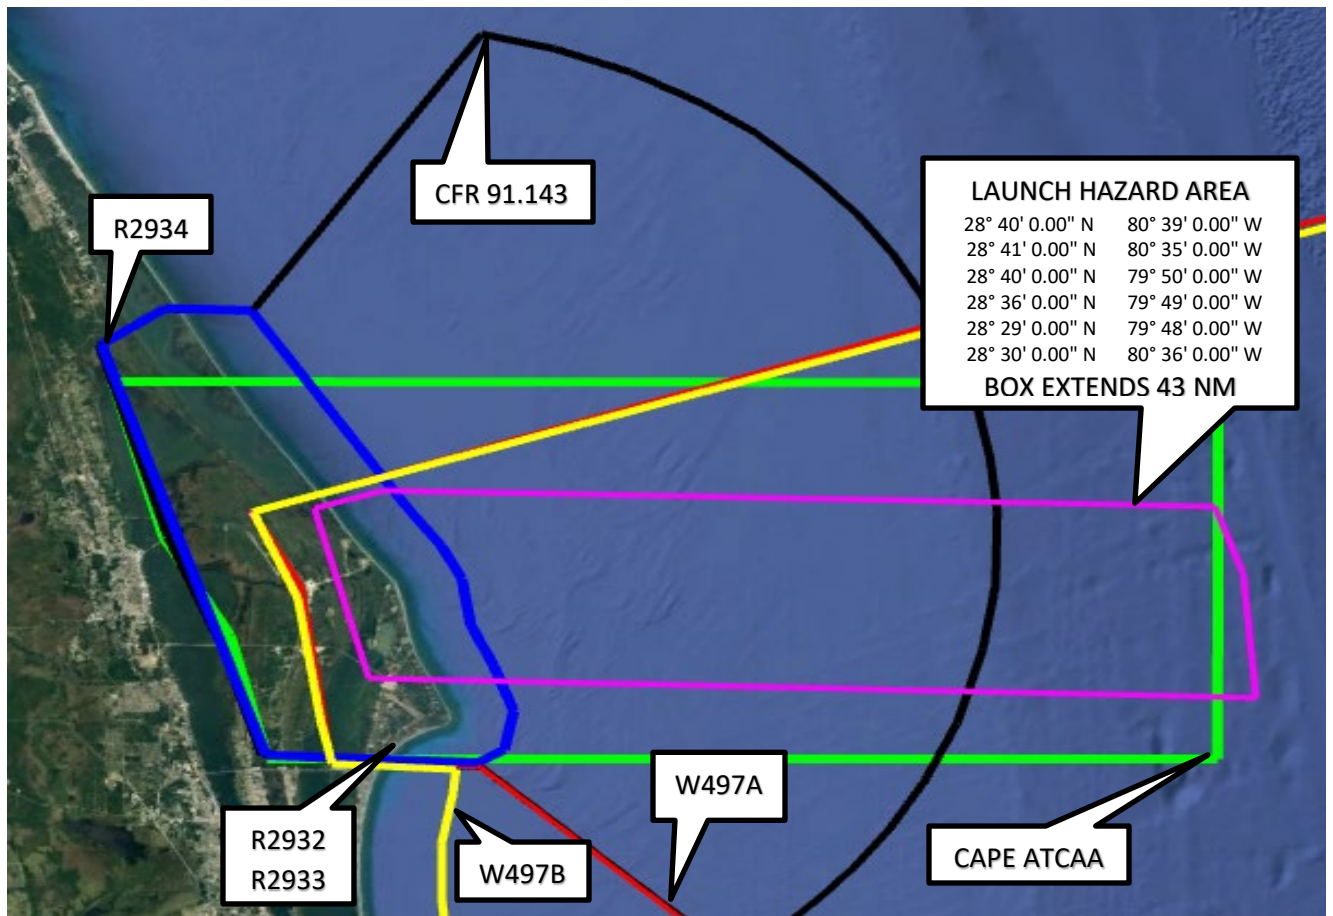 CFR 91.143
R2934
LAUNCH HAZARD AREA
28° 40' 0.00" N 80° 39' 0.00" W
28° 41' 0.00" N 80° 35' 0.00" W
28° 40' 0.00" N 79° 50' 0.00" W
28° 36' 0.00" N 79° 49' 0.00" W
28° 29' 0.00" N 79° 48' 0.00" W
28° 30' 0.00" N 80° 36' 0.00" W
BOX EXTENDS 43 NM
R2932
R2933
W497B
W497A
CAPE ATCAA